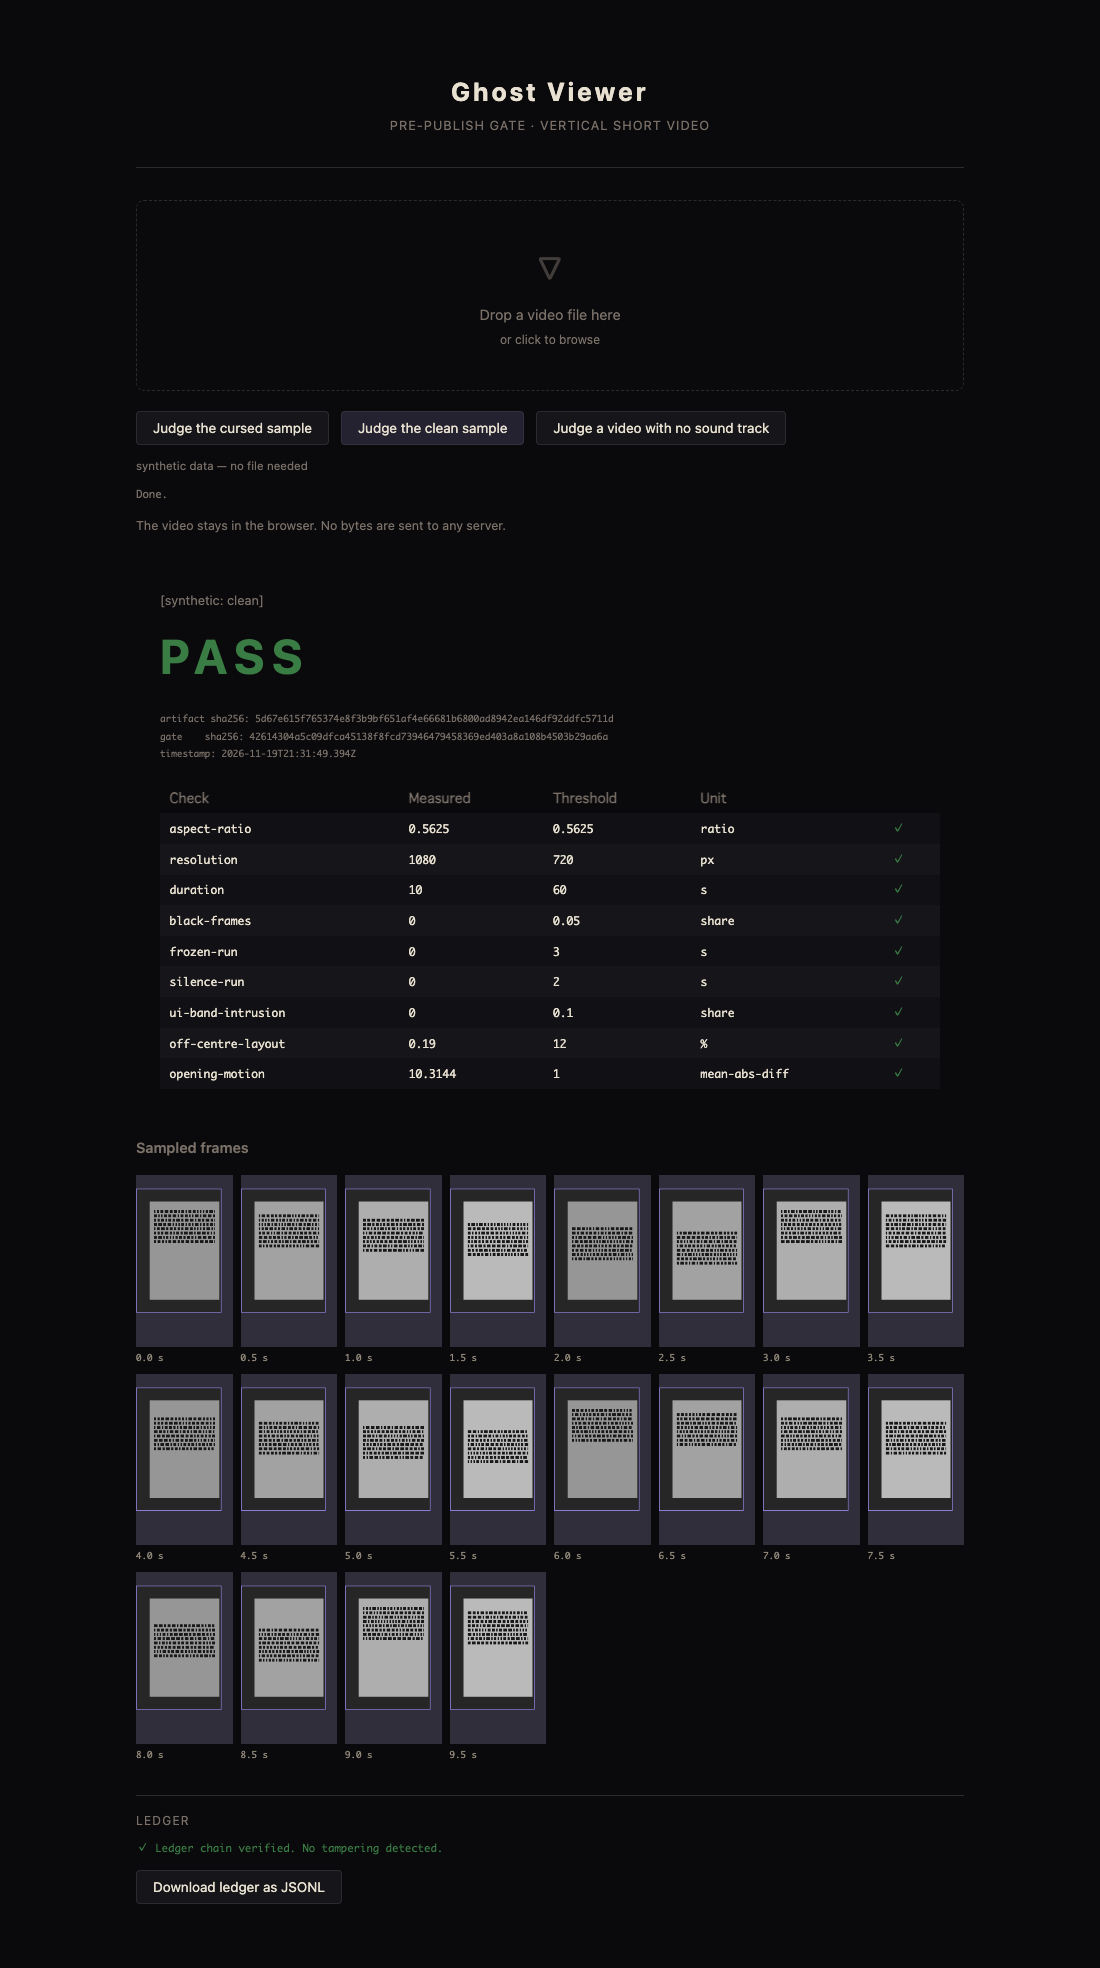 Ghost Viewer
PRE-PUBLISH GATE · VERTICAL SHORT VIDEO
Drop a video file here
or click to browse
Judge the cursed sample
Judge the clean sample
Judge a video with no sound track
synthetic data — no file needed
Done.
The video stays in the browser. No bytes are sent to any server.
[synthetic: clean]
PASS
artifact sha256: 5d67e615f765374e8f3b9bf651af4e66681b6800ad8942ea146df92ddfc5711d
gate sha256: 42614304a5c09dfca45138f8fcd73946479458369ed403a8a108b4503b29aa6a
timestamp: 2026-11-19T21:31:49.394Z
Check Measured Threshold Unit
aspect-ratio 0.5625 0.5625 ratio ✓
resolution 1080 720 px ✓
duration 10 60 s ✓
black-frames 0 0.05 share ✓
frozen-run 0 3 s ✓
silence-run 0 2 s ✓
ui-band-intrusion 0 0.1 share ✓
off-centre-layout 0.19 12 % ✓
opening-motion 10.3144 1 mean-abs-diff ✓
Sampled frames
0.0 s 0.5 s 1.0 s 1.5 s 2.0 s 2.5 s 3.0 s 3.5 s
4.0 s 4.5 s 5.0 s 5.5 s 6.0 s 6.5 s 7.0 s 7.5 s
8.0 s 8.5 s 9.0 s 9.5 s
LEDGER
✓ Ledger chain verified. No tampering detected.
Download ledger as JSONL